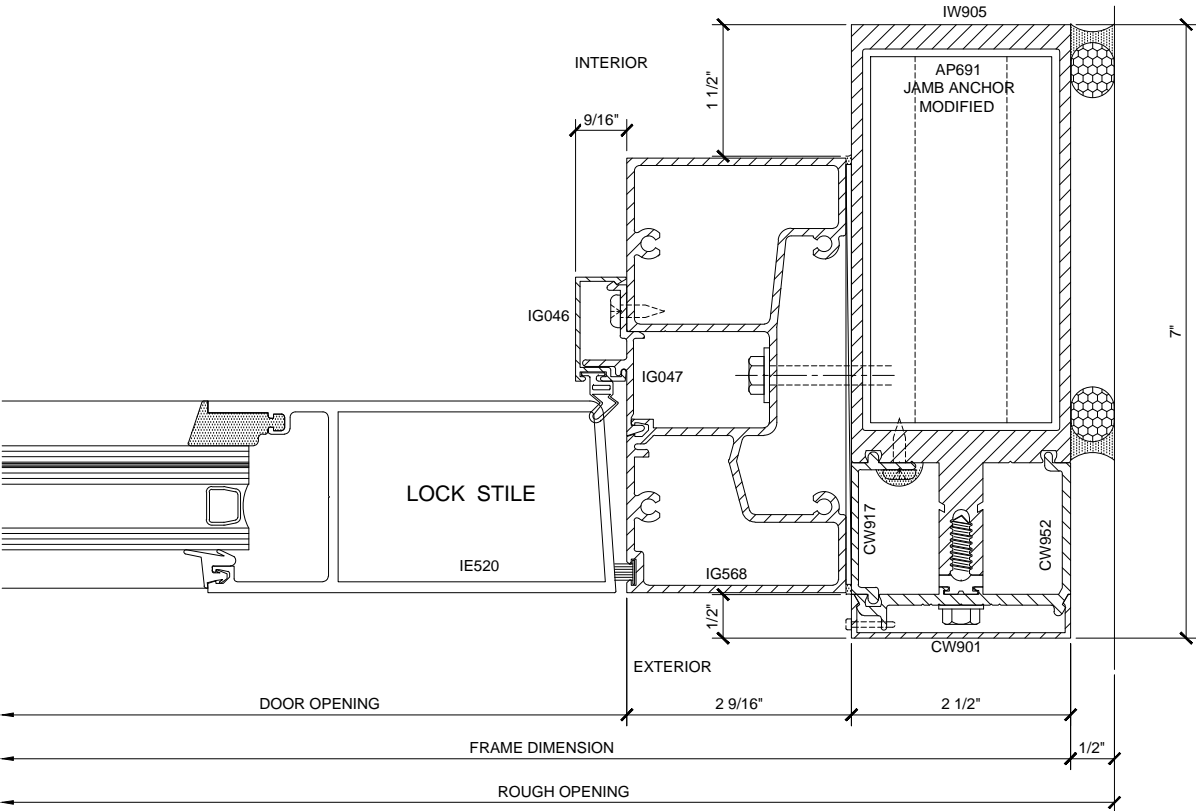 IW905
INTERIOR
AP691
JAMB ANCHOR
MODIFIED
1 1/2"
9/16"
IG046
7"
IG047
LOCK STILE
CW917
CW952
IE520
IG568
1/2"
CW901
EXTERIOR
DOOR OPENING
2 9/16"
2 1/2"
FRAME DIMENSION
1/2"
ROUGH OPENING